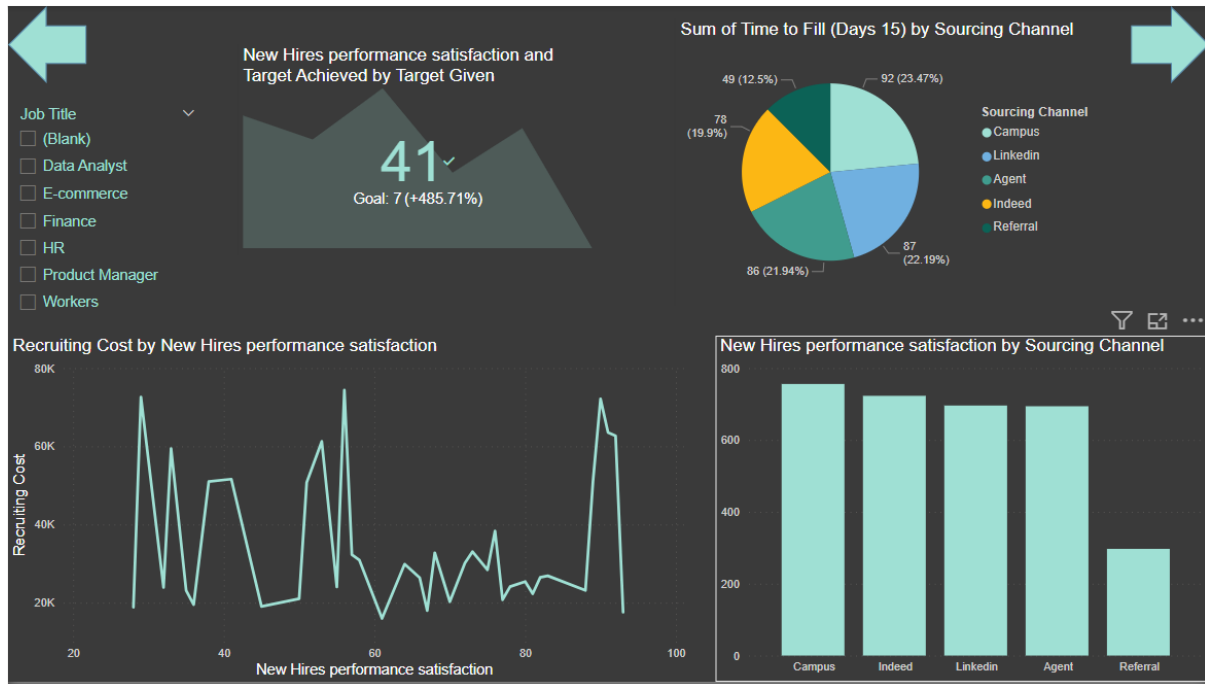 New Hires performance satisfaction and
Target Achieved by Target Given
41
Goal: 7 (+485.71%)
Job Title
(Blank)
Data Analyst
E-commerce
Finance
HR
Product Manager
Workers
Sum of Time to Fill (Days 15) by Sourcing Channel
49 (12.5%)
92 (23.47%)
78
(19.9%)
87
(22.19%)
86 (21.94%)
Sourcing Channel
Campus
Linkedin
Agent
Indeed
Referral
Recruiting Cost by New Hires performance satisfaction
80K
60K
40K
20K
Recruiting Cost
20 40 60 80 100
New Hires performance satisfaction
New Hires performance satisfaction by Sourcing Channel
800
600
400
200
0
Campus Indeed Linkedin Agent Referral